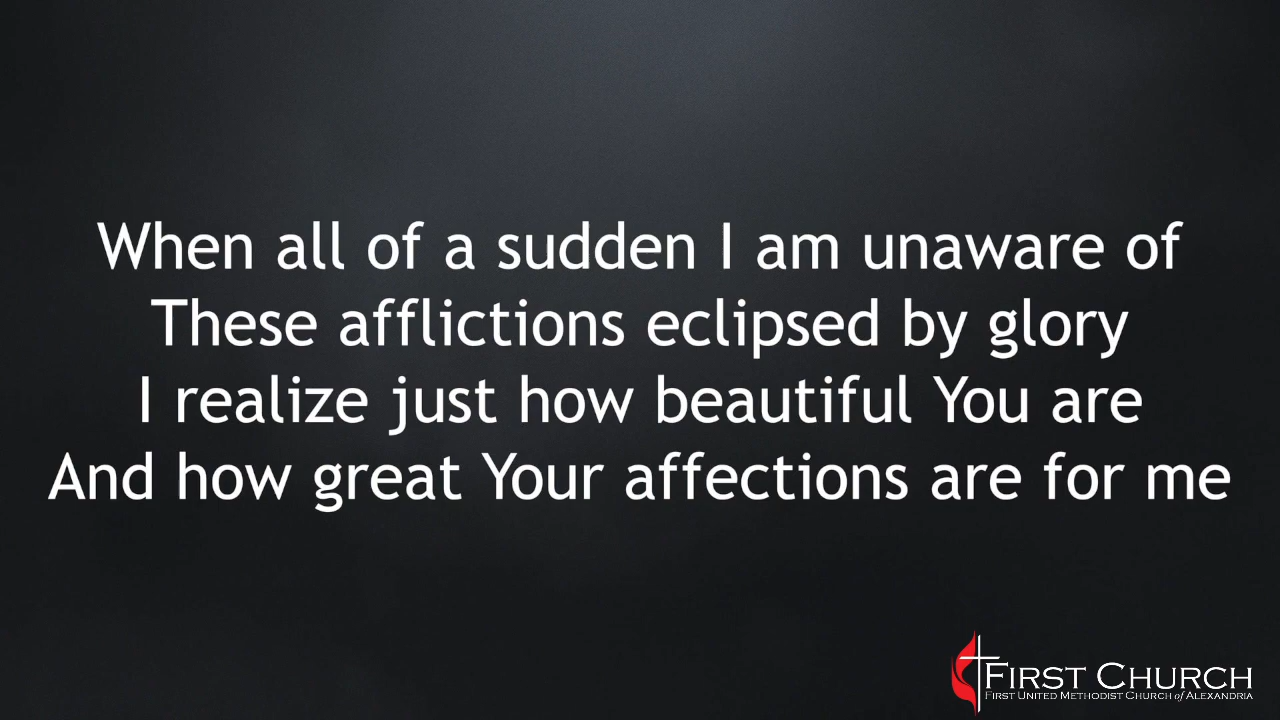 When all of a sudden I am unaware of
These afflictions eclipsed by glory
I realize just how beautiful You are
And how great Your affections are for me
First Church
First United Methodist Church of Alexandria